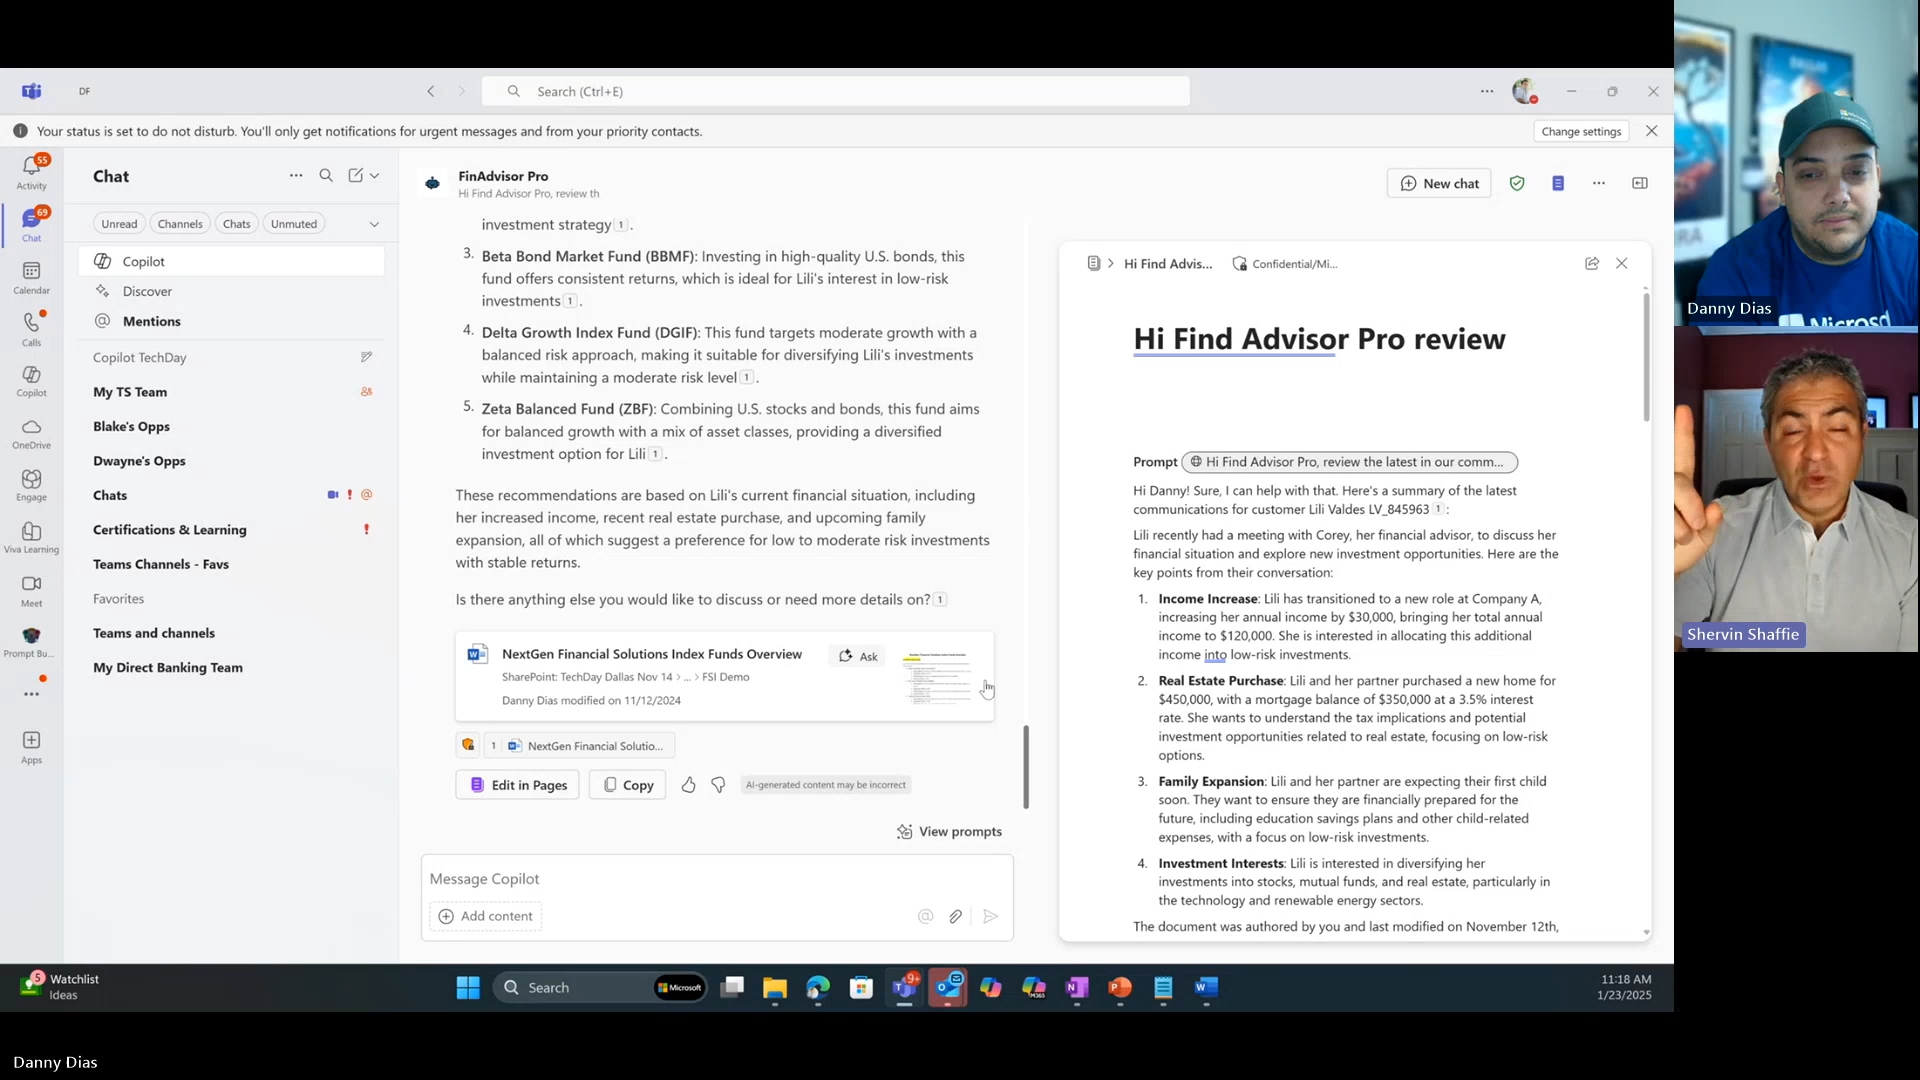 DF
Search (Ctrl+E)
Your status is set to do not disturb. You'll only get notifications for urgent messages and from your priority contacts.
Change settings
55
Activity
69
Chat
Calendar
Calls
Copilot
OneDrive
Engage
Viva Learning
Meet
Prompt Bu...
Apps
Chat
Unread
Channels
Chats
Unmuted
Copilot
Discover
Mentions
Copilot TechDay
My TS Team
Blake's Opps
Dwayne's Opps
Chats
Certifications & Learning
Teams Channels - Favs
Favorites
Teams and channels
My Direct Banking Team
FinAdvisor Pro
Hi Find Advisor Pro, review th
New chat
investment strategy 1 .
3. Beta Bond Market Fund (BBMF): Investing in high-quality U.S. bonds, this
fund offers consistent returns, which is ideal for Lili's interest in low-risk
investments 1 .
4. Delta Growth Index Fund (DGIF): This fund targets moderate growth with a
balanced risk approach, making it suitable for diversifying Lili's investments
while maintaining a moderate risk level 1 .
5. Zeta Balanced Fund (ZBF): Combining U.S. stocks and bonds, this fund aims
for balanced growth with a mix of asset classes, providing a diversified
investment option for Lili 1 .
These recommendations are based on Lili's current financial situation, including
her increased income, recent real estate purchase, and upcoming family
expansion, all of which suggest a preference for low to moderate risk investments
with stable returns.
Is there anything else you would like to discuss or need more details on? 1
NextGen Financial Solutions Index Funds Overview
Ask
SharePoint: TechDay Dallas Nov 14 > ... > FSI Demo
Danny Dias modified on 11/12/2024
1 NextGen Financial Solutio...
Edit in Pages
Copy
AI-generated content may be incorrect
View prompts
Message Copilot
Add content
Hi Find Advis...
Confidential/Mi...
Hi Find Advisor Pro review
Prompt Hi Find Advisor Pro, review the latest in our comm...
Hi Danny! Sure, I can help with that. Here's a summary of the latest
communications for customer Lili Valdes LV_845963 1 :
Lili recently had a meeting with Corey, her financial advisor, to discuss her
financial situation and explore new investment opportunities. Here are the
key points from their conversation:
1. Income Increase: Lili has transitioned to a new role at Company A,
increasing her annual income by $30,000, bringing her total annual
income to $120,000. She is interested in allocating this additional
income into low-risk investments.
2. Real Estate Purchase: Lili and her partner purchased a new home for
$450,000, with a mortgage balance of $350,000 at a 3.5% interest
rate. She wants to understand the tax implications and potential
investment opportunities related to real estate, focusing on low-risk
options.
3. Family Expansion: Lili and her partner are expecting their first child
soon. They want to ensure they are financially prepared for the
future, including education savings plans and other child-related
expenses, with a focus on low-risk investments.
4. Investment Interests: Lili is interested in diversifying her
investments into stocks, mutual funds, and real estate, particularly in
the technology and renewable energy sectors.
The document was authored by you and last modified on November 12th,
5
Watchlist
Ideas
Search
Microsoft
9+
M365
11:18 AM
1/23/2025
Danny Dias
Shervin Shaffie
Danny Dias